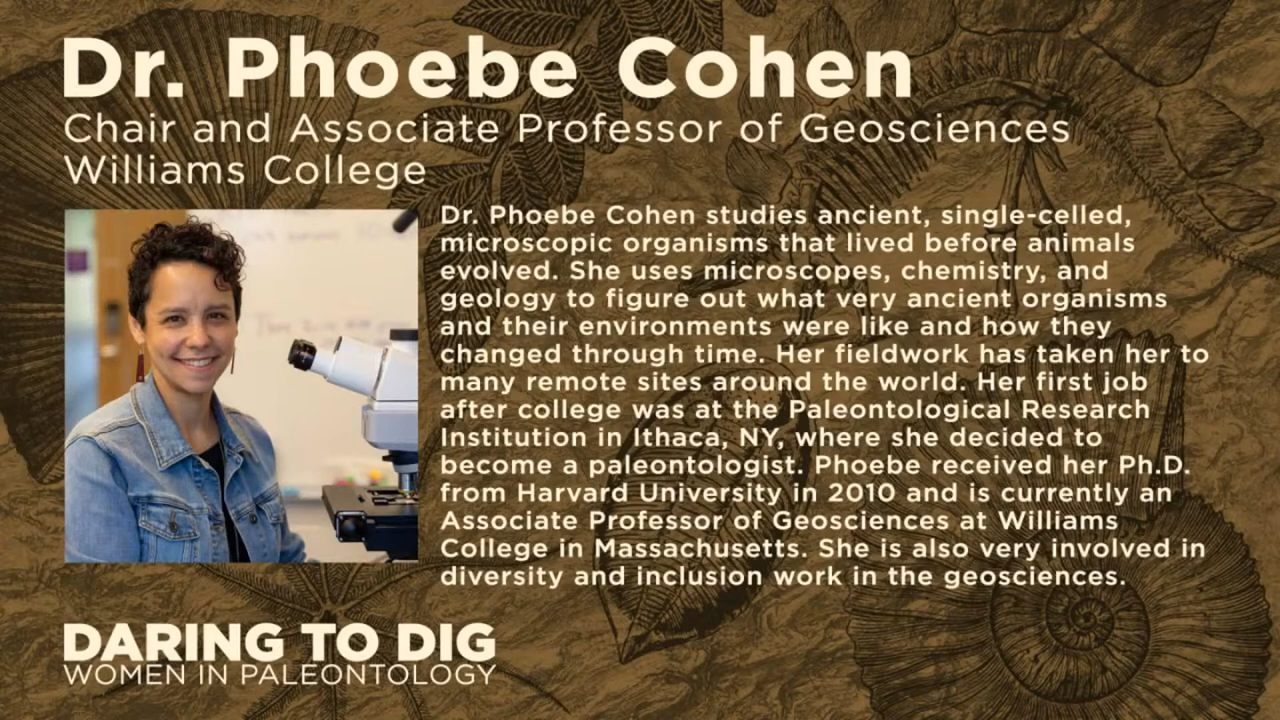 Dr. Phoebe Cohen
Chair and Associate Professor of Geosciences
Williams College
Dr. Phoebe Cohen studies ancient, single-celled,
microscopic organisms that lived before animals
evolved. She uses microscopes, chemistry, and
geology to figure out what very ancient organisms
and their environments were like and how they
changed through time. Her fieldwork has taken her to
many remote sites around the world. Her first job
after college was at the Paleontological Research
Institution in Ithaca, NY, where she decided to
become a paleontologist. Phoebe received her Ph.D.
from Harvard University in 2010 and is currently an
Associate Professor of Geosciences at Williams
College in Massachusetts. She is also very involved in
diversity and inclusion work in the geosciences.
DARING TO DIG
WOMEN IN PALEONTOLOGY